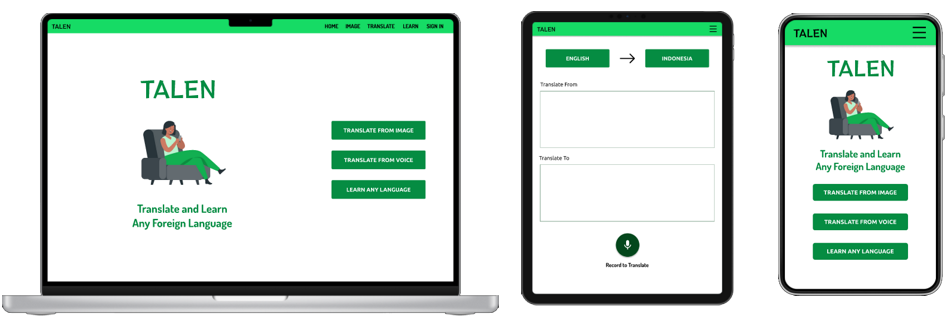 TALEN
HOME IMAGE TRANSLATE LEARN SIGN IN
TALEN
Translate and Learn
Any Foreign Language
TRANSLATE FROM IMAGE
TRANSLATE FROM VOICE
LEARN ANY LANGUAGE
TALEN
ENGLISH
INDONESIA
Translate From
Translate To
Record to Translate
TALEN
TALEN
Translate and Learn
Any Foreign Language
TRANSLATE FROM IMAGE
TRANSLATE FROM VOICE
LEARN ANY LANGUAGE